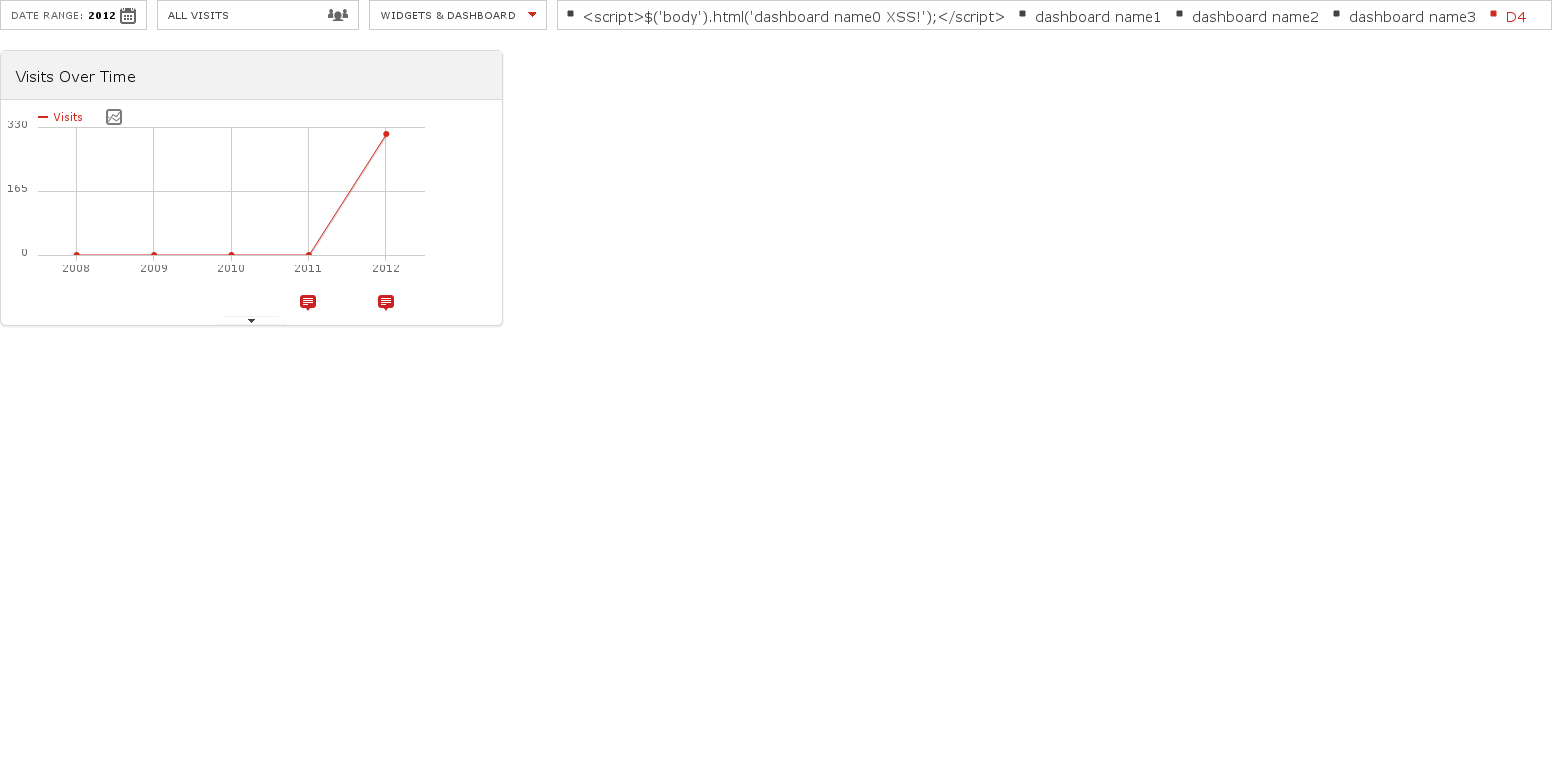 DATE RANGE: 2012
ALL VISITS
WIDGETS & DASHBOARD
<script>$('body').html('dashboard name0 XSS!');</script>
dashboard name1
dashboard name2
dashboard name3
D4
Visits Over Time
Visits
330
165
0
2008 2009 2010 2011 2012